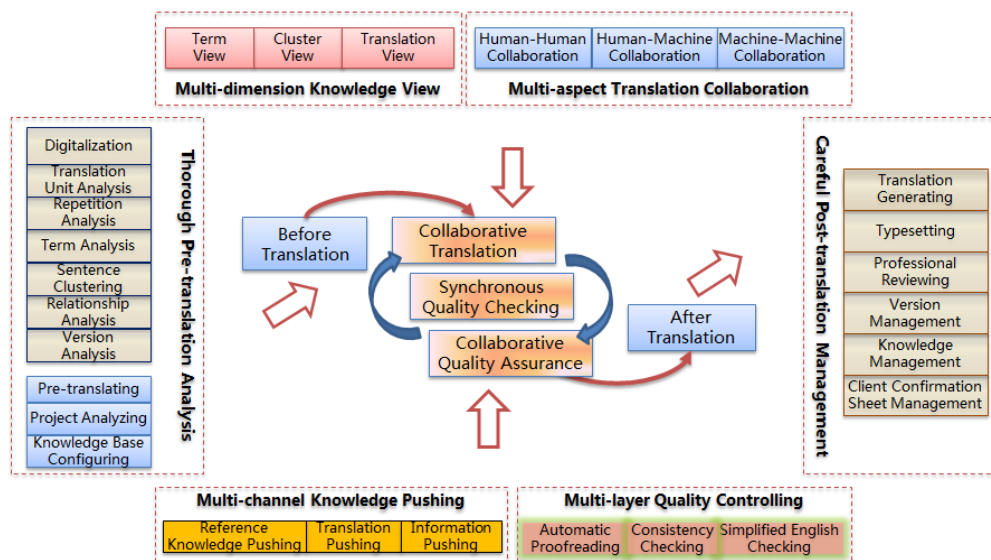 Term
View
Cluster
View
Translation
View
Multi-dimension Knowledge View
Human-Human
Collaboration
Human-Machine
Collaboration
Machine-Machine
Collaboration
Multi-aspect Translation Collaboration
Digitalization
Translation
Unit Analysis
Repetition
Analysis
Term Analysis
Sentence
Clustering
Relationship
Analysis
Version
Analysis
Pre-translating
Project Analyzing
Knowledge Base
Configuring
Thorough Pre-translation Analysis
Before
Translation
Collaborative
Translation
Synchronous
Quality Checking
Collaborative
Quality Assurance
After
Translation
Careful Post-translation Management
Translation
Generating
Typesetting
Professional
Reviewing
Version
Management
Knowledge
Management
Client Confirmation
Sheet Management
Multi-channel Knowledge Pushing
Reference
Knowledge Pushing
Translation
Pushing
Information
Pushing
Multi-layer Quality Controlling
Automatic
Proofreading
Consistency
Checking
Simplified English
Checking